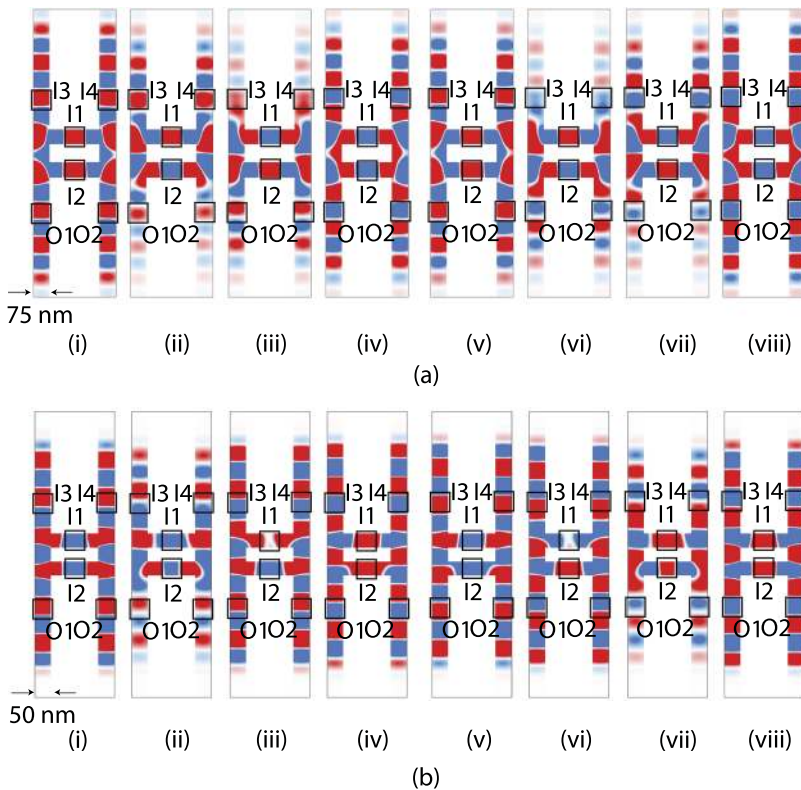 I3 I4 I3 I4 I3 I4 I3 I4 I3 I4 I3 I4 I3 I4 I3 I4
I1 I1 I1 I1 I1 I1 I1 I1
I2 I2 I2 I2 I2 I2 I2 I2
O1O2 O1O2 O1O2 O1O2 O1O2 O1O2 O1O2 O1O2
75 nm
(i) (ii) (iii) (iv) (v) (vi) (vii) (viii)
(a)
I3 I4 I3 I4 I3 I4 I3 I4 I3 I4 I3 I4 I3 I4 I3 I4
I1 I1 I1 I1 I1 I1 I1 I1
I2 I2 I2 I2 I2 I2 I2 I2
O1O2 O1O2 O1O2 O1O2 O1O2 O1O2 O1O2 O1O2
50 nm
(i) (ii) (iii) (iv) (v) (vi) (vii) (viii)
(b)